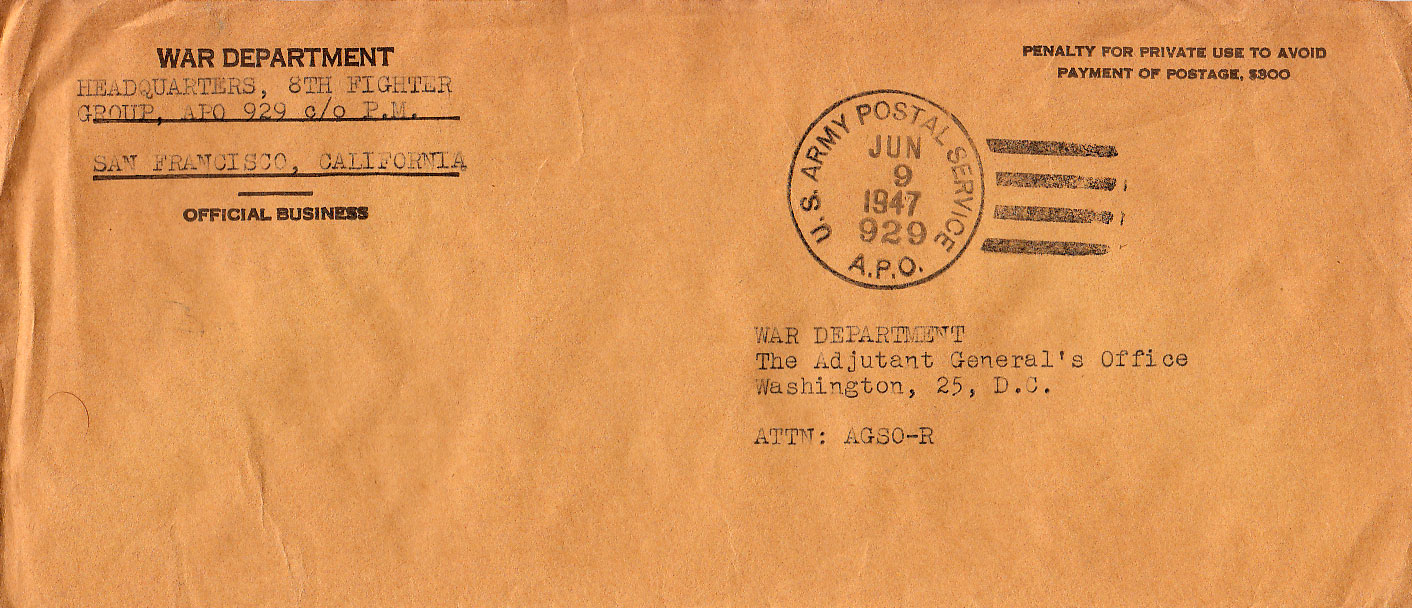 WAR DEPARTMENT
HEADQUARTERS, 8TH FIGHTER
GROUP, APO 929 c/o P.M.
SAN FRANCISCO, CALIFORNIA
OFFICIAL BUSINESS
PENALTY FOR PRIVATE USE TO AVOID
PAYMENT OF POSTAGE, $300
U.S. ARMY POSTAL SERVICE
JUN
9
1947
929
A.P.O.
WAR DEPARTMENT
The Adjutant General's Office
Washington, 25, D.C.
ATTN: AGSO-R